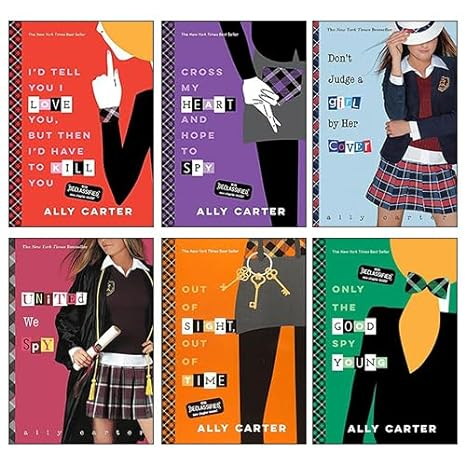 The New York Times Best Seller
I'D TELL
YOU I
LOVE
YOU,
BUT THEN
I'D HAVE
TO KILL
YOU
DECLASSIFIED
ALLY CARTER
The New York Times Best Seller
CROSS
MY
HEART
AND
HOPE
TO
SPY
DECLASSIFIED
ALLY CARTER
The New York Times Bestseller
Don't
Judge a
girl
by Her
Cover
ally carter
The New York Times Bestseller
UNiTEd
We
SpY
ally carter
The New York Times Best Seller
OUT
OF
SIGHT,
OUT
OF
TIME
DECLASSIFIED
ALLY CARTER
The New York Times Best Seller
DECLASSIFIED
ONLY
THE
GOOD
SPY
YOUNG
ALLY CARTER